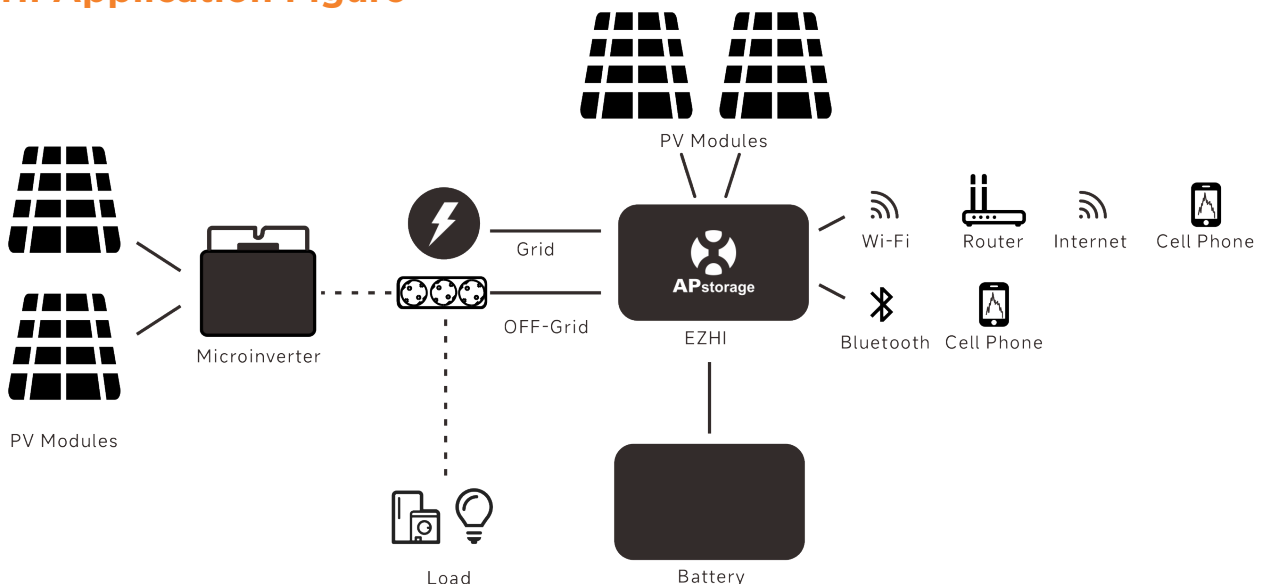 Application Figure
PV Modules
Grid
Wi-Fi
Router
Internet
Cell Phone
APstorage
OFF-Grid
EZHI
Bluetooth
Cell Phone
Microinverter
PV Modules
Load
Battery